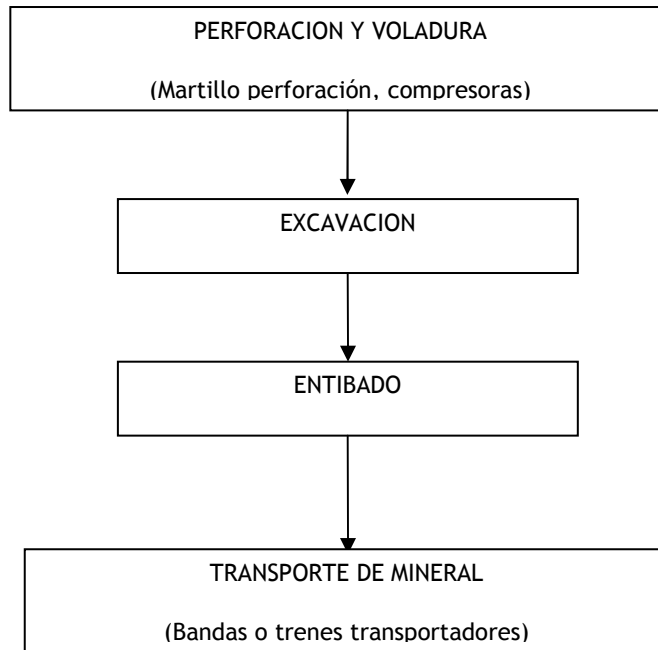 PERFORACION Y VOLADURA
(Martillo perforación, compresoras)
EXCAVACION
ENTIBADO
TRANSPORTE DE MINERAL
(Bandas o trenes transportadores)